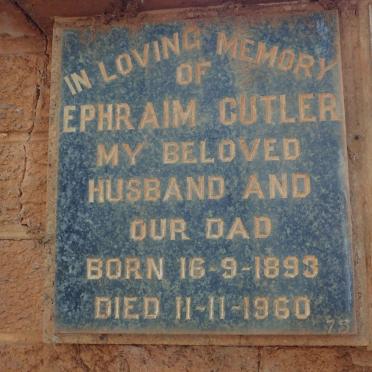 IN LOVING MEMORY
OF
EPHRAIM CUTLER
MY BELOVED
HUSBAND AND
OUR DAD
BORN 16-9-1893
DIED 11-11-1960